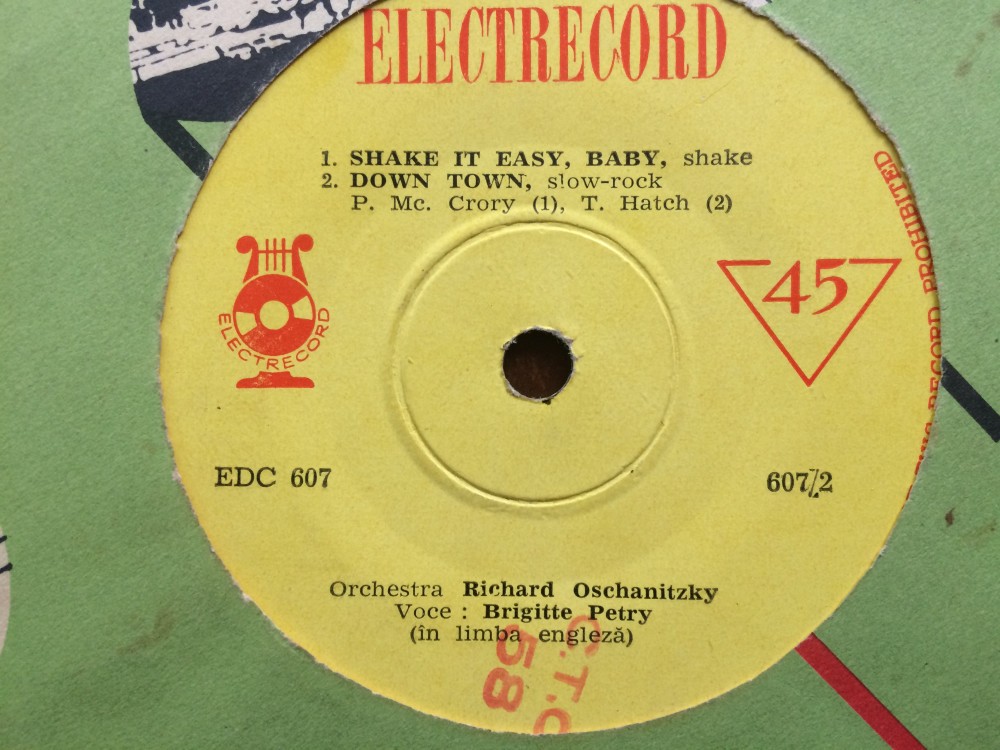 ELECTRECORD
1. SHAKE IT EASY, BABY, shake
2. DOWN TOWN, slow-rock
P. Mc. Crory (1), T. Hatch (2)
ELECTRECORD
45
RECORD PROHIBITED
EDC 607
607/2
Orchestra Richard Oschanitzky
Voce : Brigitte Petry
(în limba engleză)
C.T.C
58